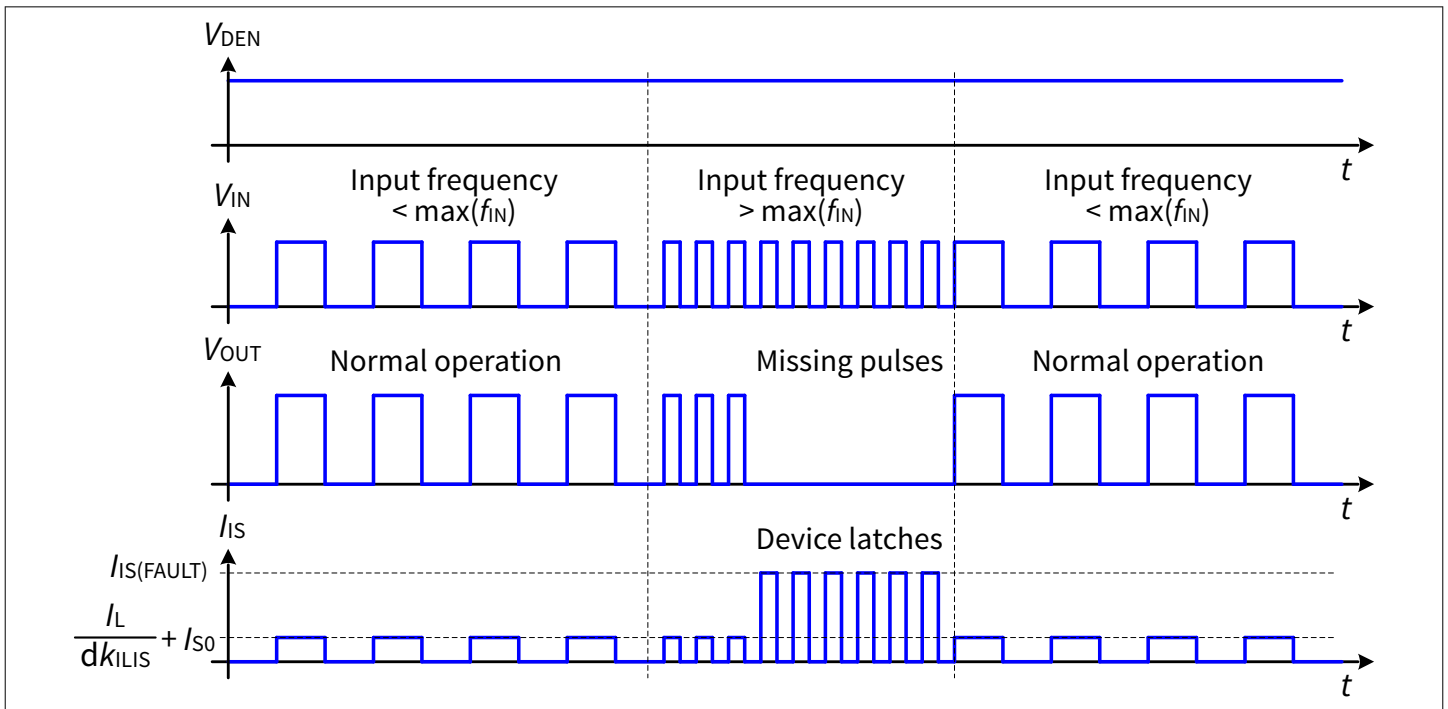 VDEN
t
Input frequency
< max(fIN)
Input frequency
> max(fIN)
Input frequency
< max(fIN)
VIN
t
VOUT
Normal operation
Missing pulses
Normal operation
t
IIS
Device latches
IIS(FAULT)
IL
dkILIS
+ IS0
t